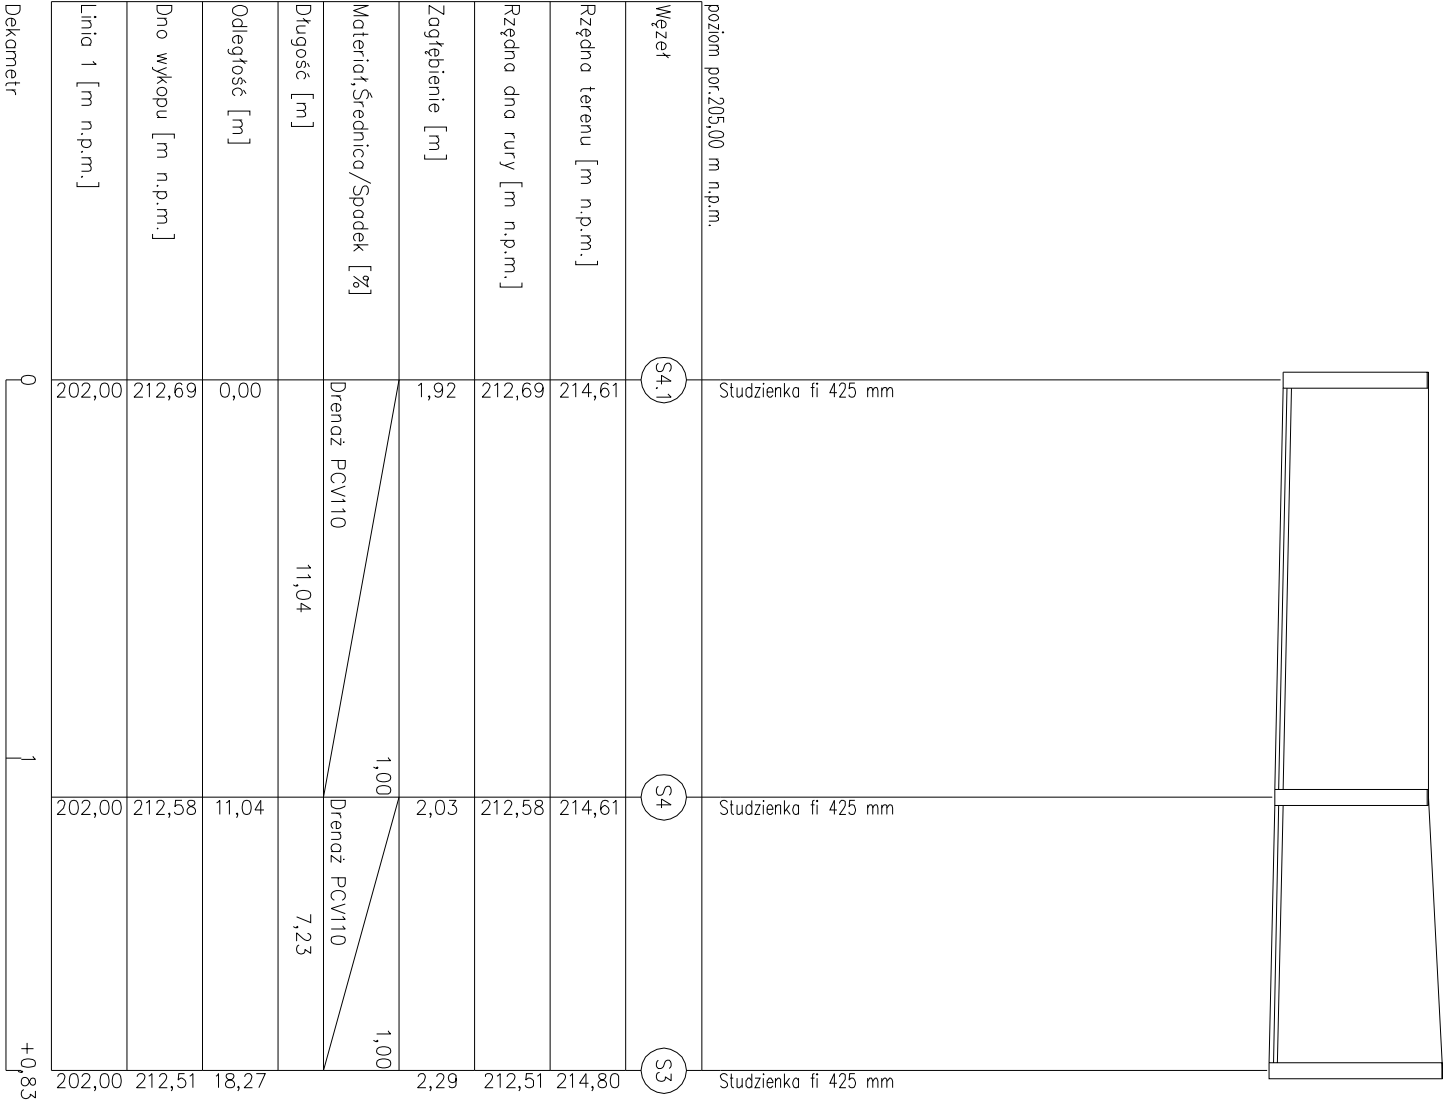 poziom por.205,00 m n.p.m.
Studzienka fi 425 mm
Studzienka fi 425 mm
Studzienka fi 425 mm
Węzeł S4.1 S4 S3
Rzędna terenu [m n.p.m.] 214,61 214,61 214,80
Rzędna dna rury [m n.p.m.] 212,69 212,58 212,51
Zagłębienie [m] 1,92 2,03 2,29
Materiał,Średnica/Spadek [%] 1,00 1,00
Drenaż PCV110 Drenaż PCV110
Długość [m] 11,04 7,23
Odległość [m] 0,00 11,04 18,27
Dno wykopu [m n.p.m.] 212,69 212,58 212,51
Linia 1 [m n.p.m.] 202,00 202,00 202,00
Dekametr 0 1 +0,83